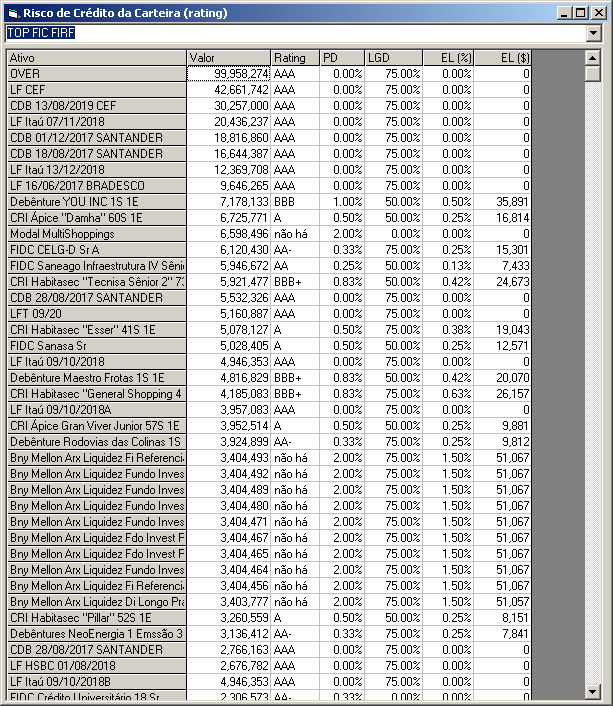 Risco de Crédito da Carteira (rating)
TOP FIC FIRF
Ativo Valor Rating PD LGD EL (%) EL ($)
OVER 99,958,274 AAA 0.00% 75.00% 0.00% 0
LF CEF 42,661,742 AAA 0.00% 75.00% 0.00% 0
CDB 13/08/2019 CEF 30,257,000 AAA 0.00% 75.00% 0.00% 0
LF Itaú 07/11/2018 20,436,237 AAA 0.00% 75.00% 0.00% 0
CDB 01/12/2017 SANTANDER 18,816,860 AAA 0.00% 75.00% 0.00% 0
CDB 18/08/2017 SANTANDER 16,644,387 AAA 0.00% 75.00% 0.00% 0
LF Itaú 13/12/2018 12,369,708 AAA 0.00% 75.00% 0.00% 0
LF 16/06/2017 BRADESCO 9,646,265 AAA 0.00% 75.00% 0.00% 0
Debênture YOU INC 1S 1E 7,178,133 BBB 1.00% 50.00% 0.50% 35,891
CRI Ápice "Damha" 60S 1E 6,725,771 A 0.50% 50.00% 0.25% 16,814
Modal MultiShoppings 6,598,496 não há 2.00% 0.00% 0.00% 0
FIDC CELG-D Sr A 6,120,430 AA- 0.33% 75.00% 0.25% 15,301
FIDC Saneago Infraestrutura IV Sêni 5,946,672 AA 0.25% 50.00% 0.13% 7,433
CRI Habitasec "Tecnisa Sênior 2" 7: 5,921,477 BBB+ 0.83% 50.00% 0.42% 24,673
CDB 28/08/2017 SANTANDER 5,532,326 AAA 0.00% 75.00% 0.00% 0
LFT 09/20 5,160,887 AAA 0.00% 75.00% 0.00% 0
CRI Habitasec "Esser" 41S 1E 5,078,127 A 0.50% 75.00% 0.38% 19,043
FIDC Sanasa Sr 5,028,405 A 0.50% 50.00% 0.25% 12,571
LF Itaú 09/10/2018 4,946,353 AAA 0.00% 75.00% 0.00% 0
Debênture Maestro Frotas 1S 1E 4,816,829 BBB+ 0.83% 50.00% 0.42% 20,070
CRI Habitasec "General Shopping 4 4,185,083 BBB+ 0.83% 75.00% 0.63% 26,157
LF Itaú 09/10/2018A 3,957,083 AAA 0.00% 75.00% 0.00% 0
CRI Ápice Gran Viver Junior 57S 1E 3,952,514 A 0.50% 50.00% 0.25% 9,881
Debênture Rodovias das Colinas 1S 3,924,899 AA- 0.33% 75.00% 0.25% 9,812
Bny Mellon Arx Liquidez Fi Referencia 3,404,493 não há 2.00% 75.00% 1.50% 51,067
Bny Mellon Arx Liquidez Fundo Inves 3,404,492 não há 2.00% 75.00% 1.50% 51,067
Bny Mellon Arx Liquidez Fundo Inves 3,404,489 não há 2.00% 75.00% 1.50% 51,067
Bny Mellon Arx Liquidez Fundo Inves 3,404,480 não há 2.00% 75.00% 1.50% 51,067
Bny Mellon Arx Liquidez Fundo Inves 3,404,471 não há 2.00% 75.00% 1.50% 51,067
Bny Mellon Arx Liquidez Fdo Invest F 3,404,467 não há 2.00% 75.00% 1.50% 51,067
Bny Mellon Arx Liquidez Fdo Invest F 3,404,465 não há 2.00% 75.00% 1.50% 51,067
Bny Mellon Arx Liquidez Fundo Invest 3,404,464 não há 2.00% 75.00% 1.50% 51,067
Bny Mellon Arx Liquidez Fi Referencia 3,404,456 não há 2.00% 75.00% 1.50% 51,067
Bny Mellon Arx Liquidez Di Longo Pra 3,403,777 não há 2.00% 75.00% 1.50% 51,057
CRI Habitasec "Pillar" 52S 1E 3,260,559 A 0.50% 50.00% 0.25% 8,151
Debêntures NeoEnergia 1 Emssão 3 3,136,412 AA- 0.33% 75.00% 0.25% 7,841
CDB 28/08/2017 SANTANDER 2,766,163 AAA 0.00% 75.00% 0.00% 0
LF HSBC 01/08/2018 2,676,782 AAA 0.00% 75.00% 0.00% 0
LF Itaú 09/10/2018B 4,946,353 AAA 0.00% 75.00% 0.00% 0
FIDC Crédito Universitário 18 Sr 2,306,573 AA- 0.33% 0.00% 0.00% 0